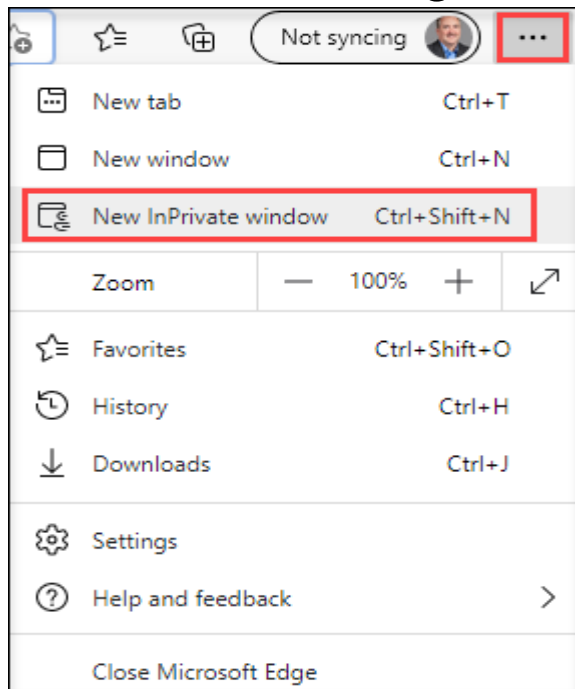 Not syncing
New tab Ctrl+T
New window Ctrl+N
New InPrivate window Ctrl+Shift+N
Zoom — 100% +
Favorites Ctrl+Shift+O
History Ctrl+H
Downloads Ctrl+J
Settings
Help and feedback
Close Microsoft Edge